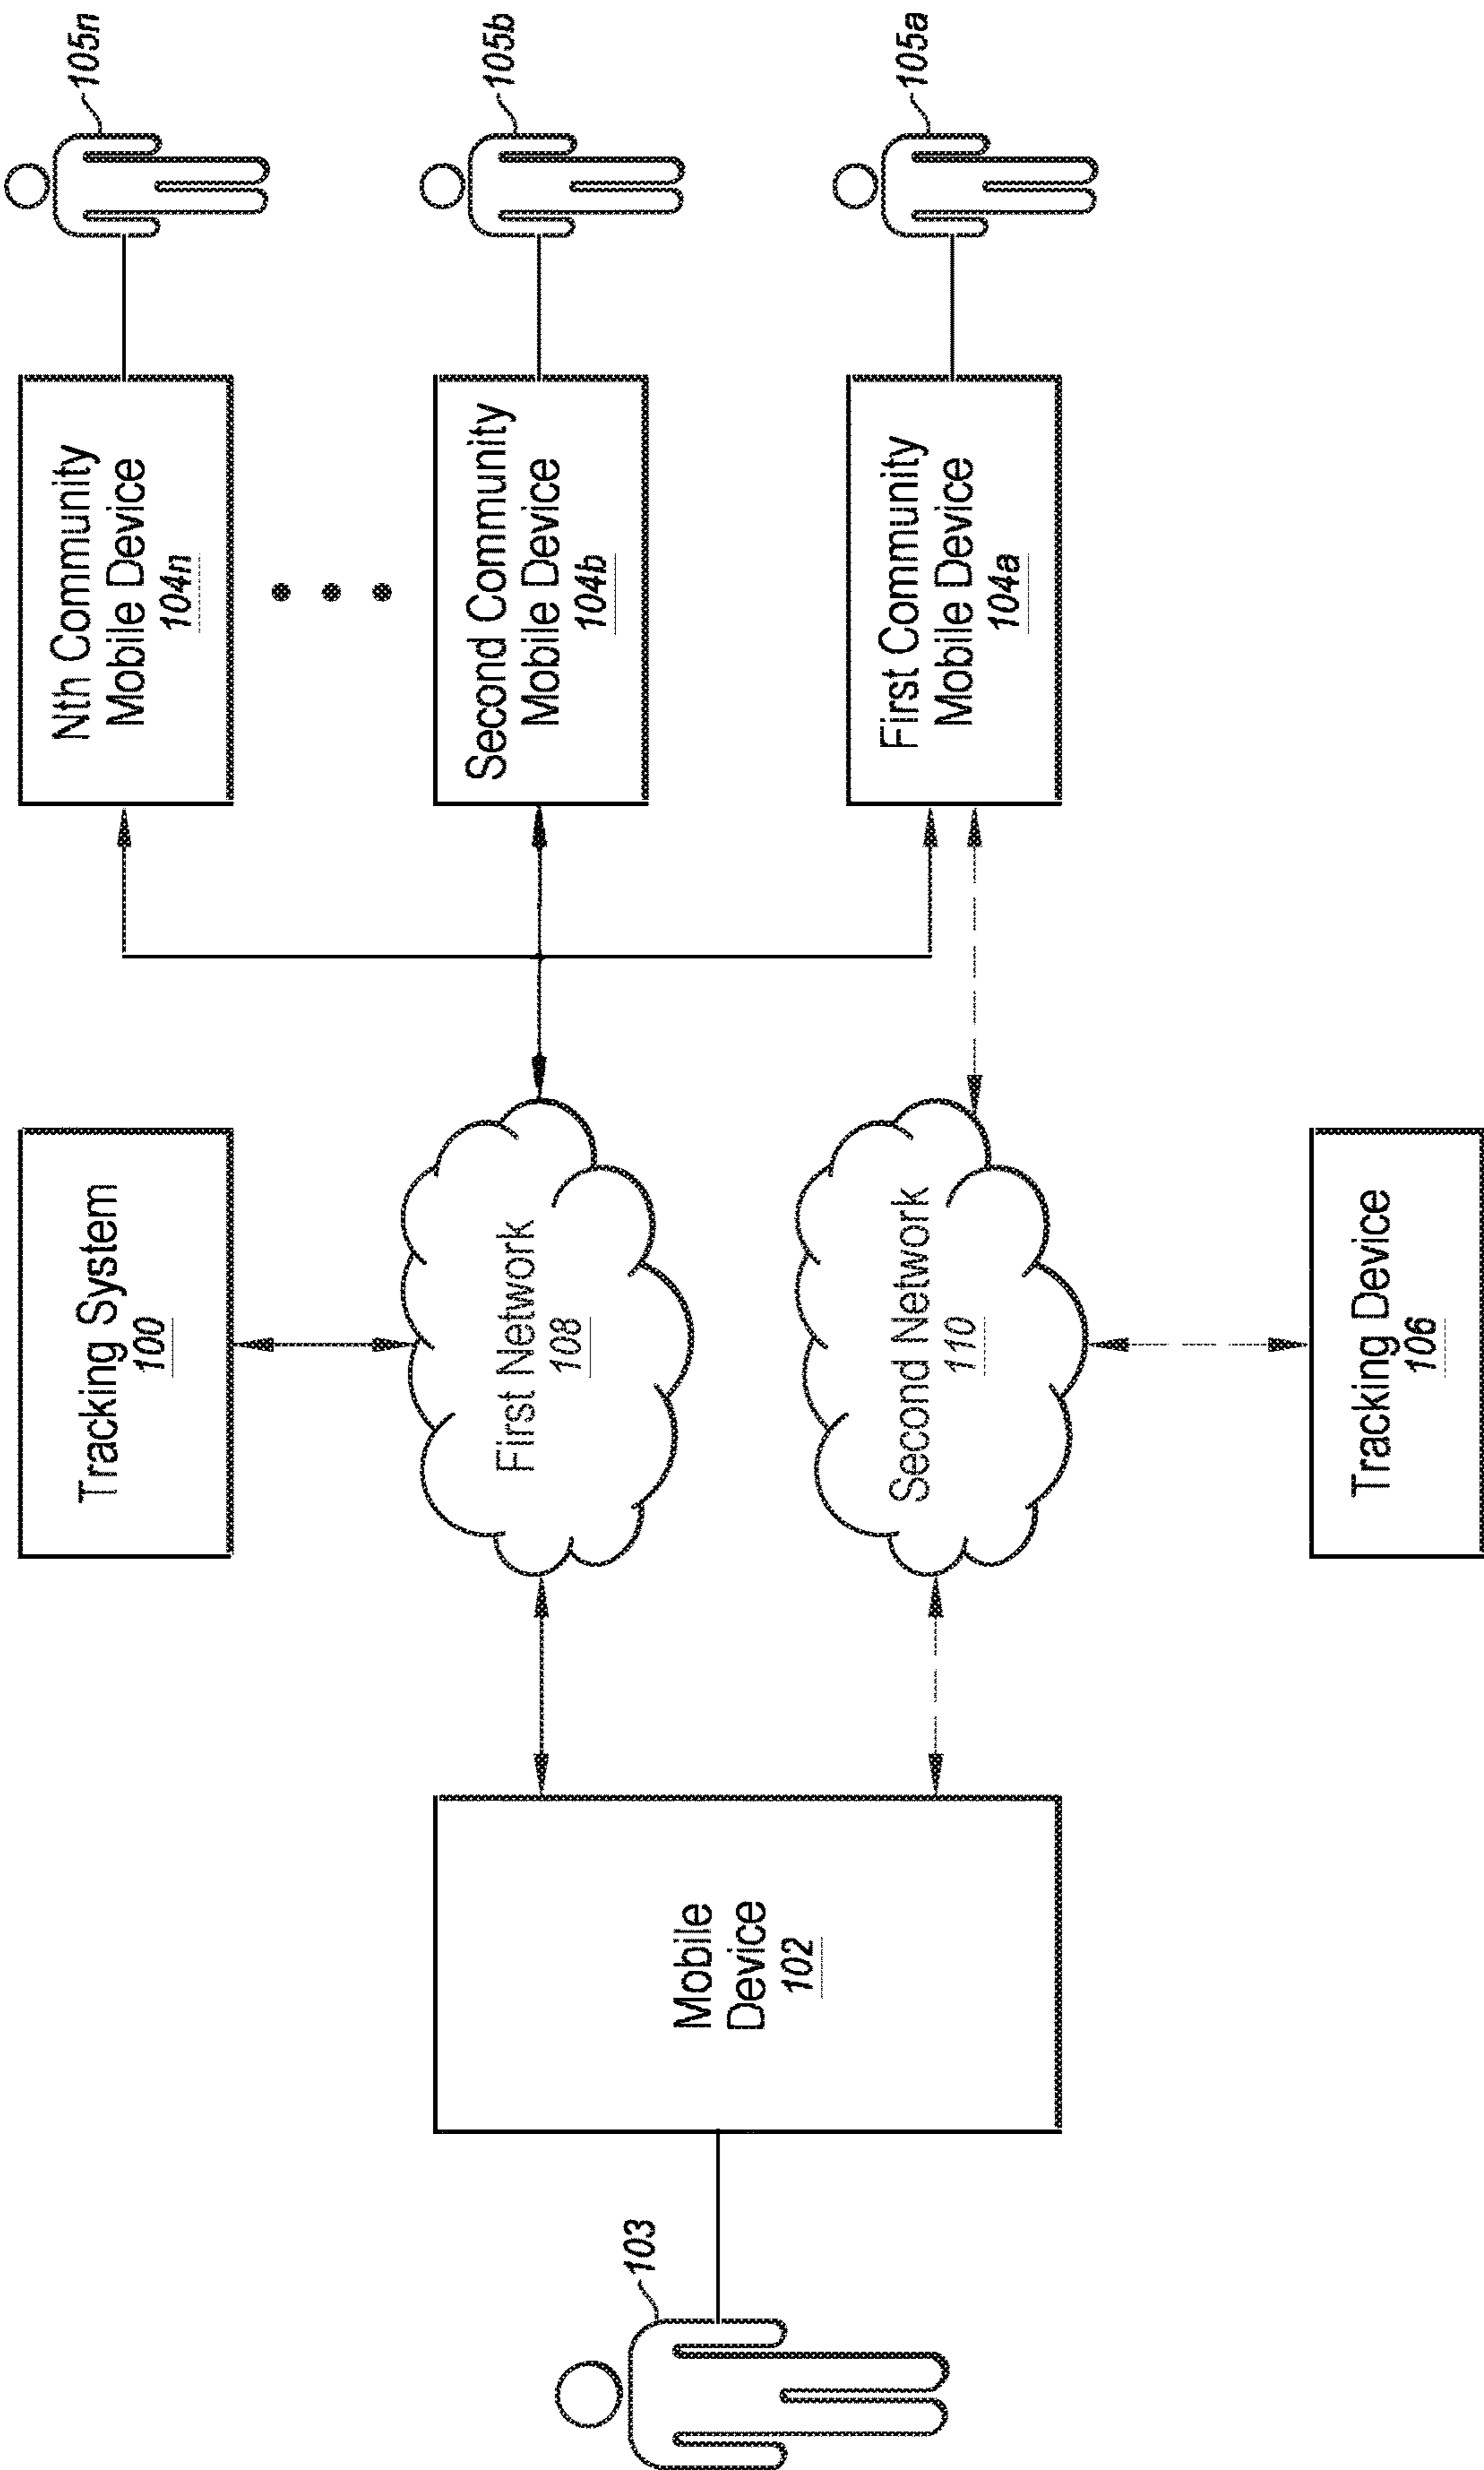 105n
105b
105a
Nth Community
Mobile Device
104n
Second Community
Mobile Device
104b
First Community
Mobile Device
104a
Tracking System
100
First Network
108
Second Network
110
Tracking Device
106
Mobile
Device
102
103